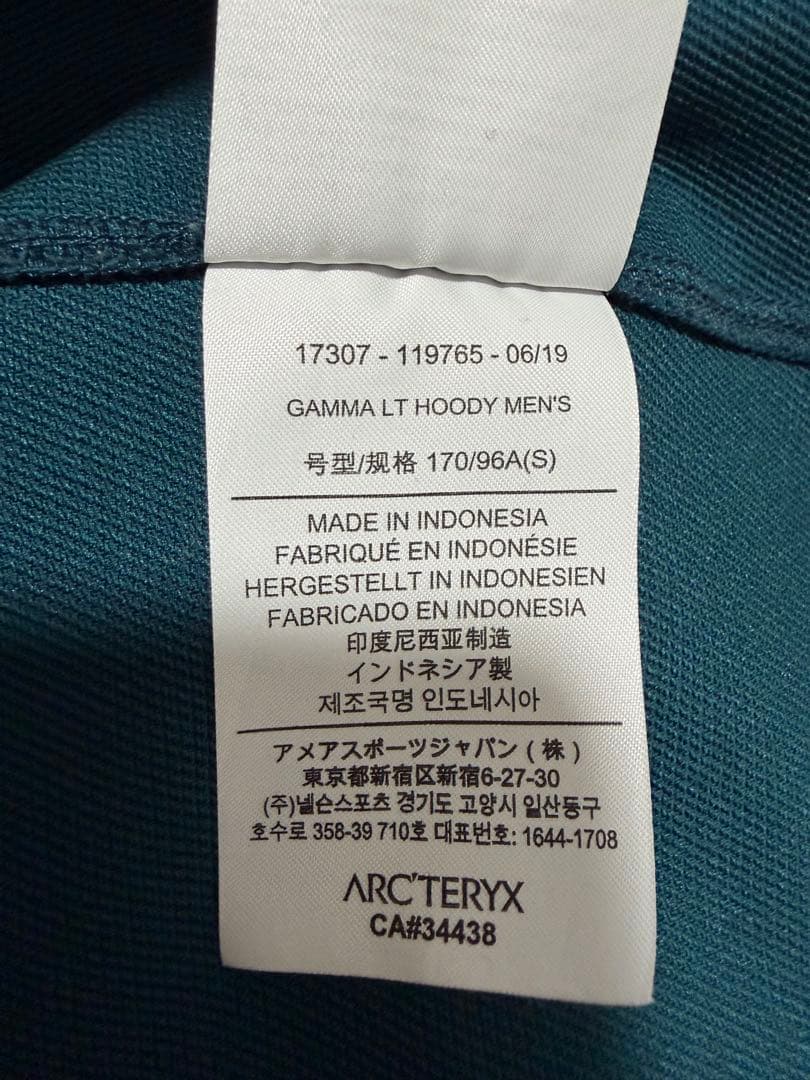 17307 - 119765 - 06/19
GAMMA LT HOODY MEN'S
号型/规格 170/96A(S)
MADE IN INDONESIA
FABRIQUÉ EN INDONÉSIE
HERGESTELLT IN INDONESIEN
FABRICADO EN INDONESIA
印度尼西亚制造
インドネシア製
제조국명 인도네시아
アメアスポーツジャパン(株)
東京都新宿区新宿6-27-30
(주)넬슨스포츠 경기도 고양시 일산동구
호수로 358-39 710호 대표번호: 1644-1708
ARC'TERYX
CA#34438